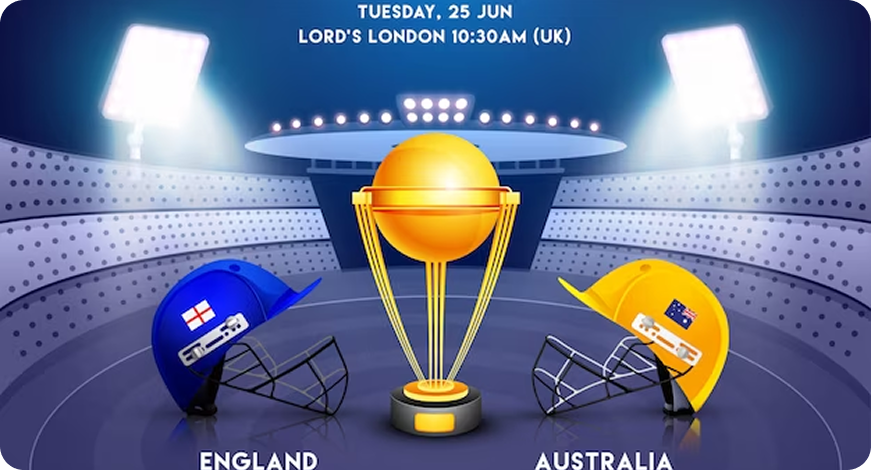 TUESDAY, 25 JUN
LORD'S LONDON 10:30AM (UK)
ENGLAND
AUSTRALIA